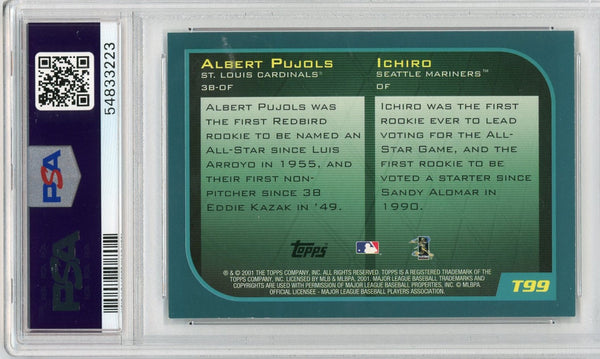 54833223
PSA
PSA
ALBERT PUJOLS
ST. LOUIS CARDINALS®
3B-OF
ALBERT PUJOLS WAS
THE FIRST REDBIRD
ROOKIE TO BE NAMED AN
ALL-STAR SINCE LUIS
ARROYO IN 1955, AND
THEIR FIRST NON-
PITCHER SINCE 3B
EDDIE KAZAK IN '49.
ICHIRO
SEATTLE MARINERS™
OF
ICHIRO WAS THE FIRST
ROOKIE EVER TO LEAD
VOTING FOR THE ALL-
STAR GAME, AND THE
FIRST ROOKIE TO BE
VOTED A STARTER SINCE
SANDY ALOMAR IN
1990.
Topps
® & © 2001 THE TOPPS COMPANY, INC. ALL RIGHTS RESERVED. TOPPS IS A REGISTERED TRADEMARK OF THE
TOPPS COMPANY, INC. LICENSED BY MLB & MLBPA, 2001. MAJOR LEAGUE BASEBALL TRADEMARKS AND
COPYRIGHTS ARE USED WITH PERMISSION OF MAJOR LEAGUE BASEBALL PROPERTIES, INC. © MLBPA
OFFICIAL LICENSEE - MAJOR LEAGUE BASEBALL PLAYERS ASSOCIATION.
T99